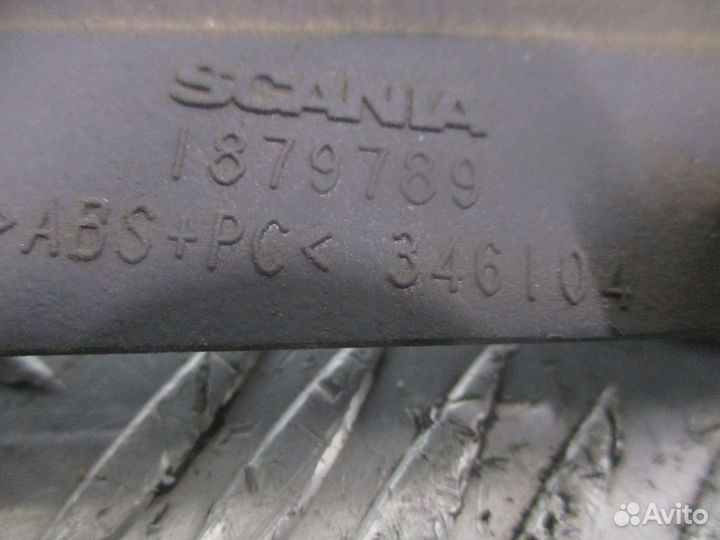 SCANIA
1879789
>ABS+PC< 346104
Avito